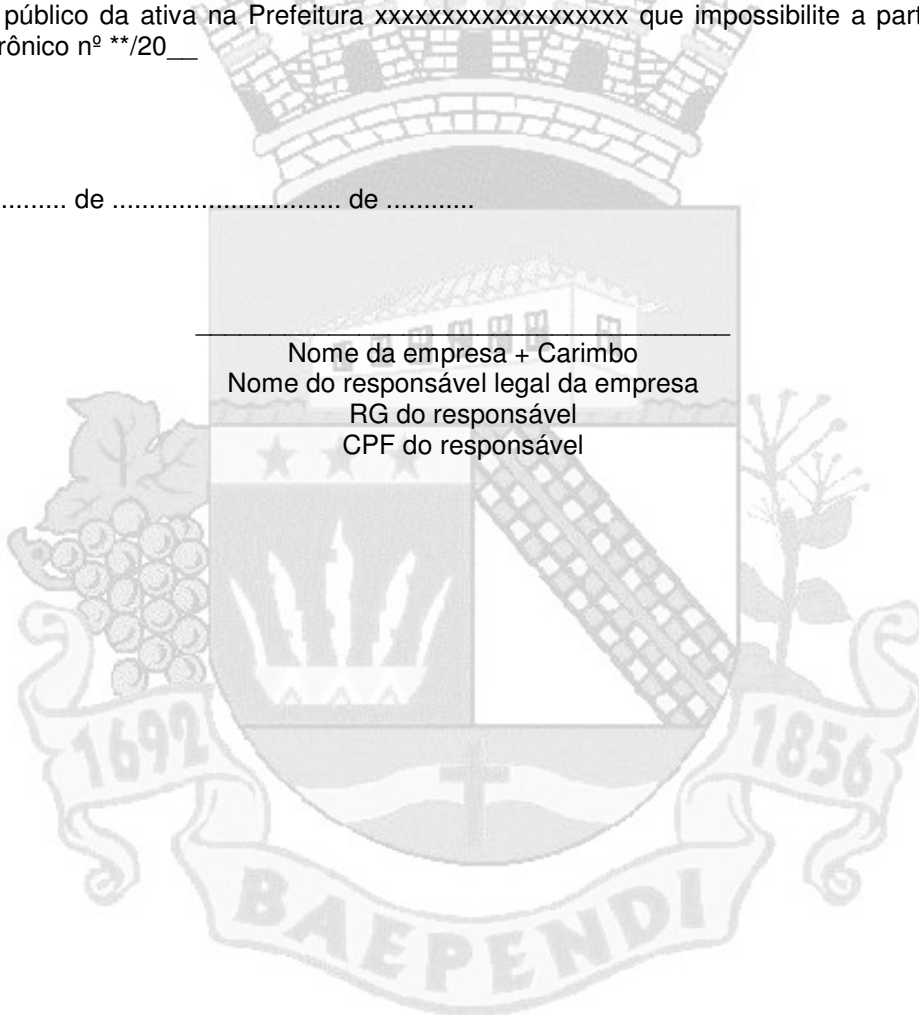 público da ativa na Prefeitura xxxxxxxxxxxxxxxxxxx que impossibilite a part
rônico nº **/20__
......... de ............................... de ............
Nome da empresa + Carimbo
Nome do responsável legal da empresa
RG do responsável
CPF do responsável
1692
1856
BAEPENDI